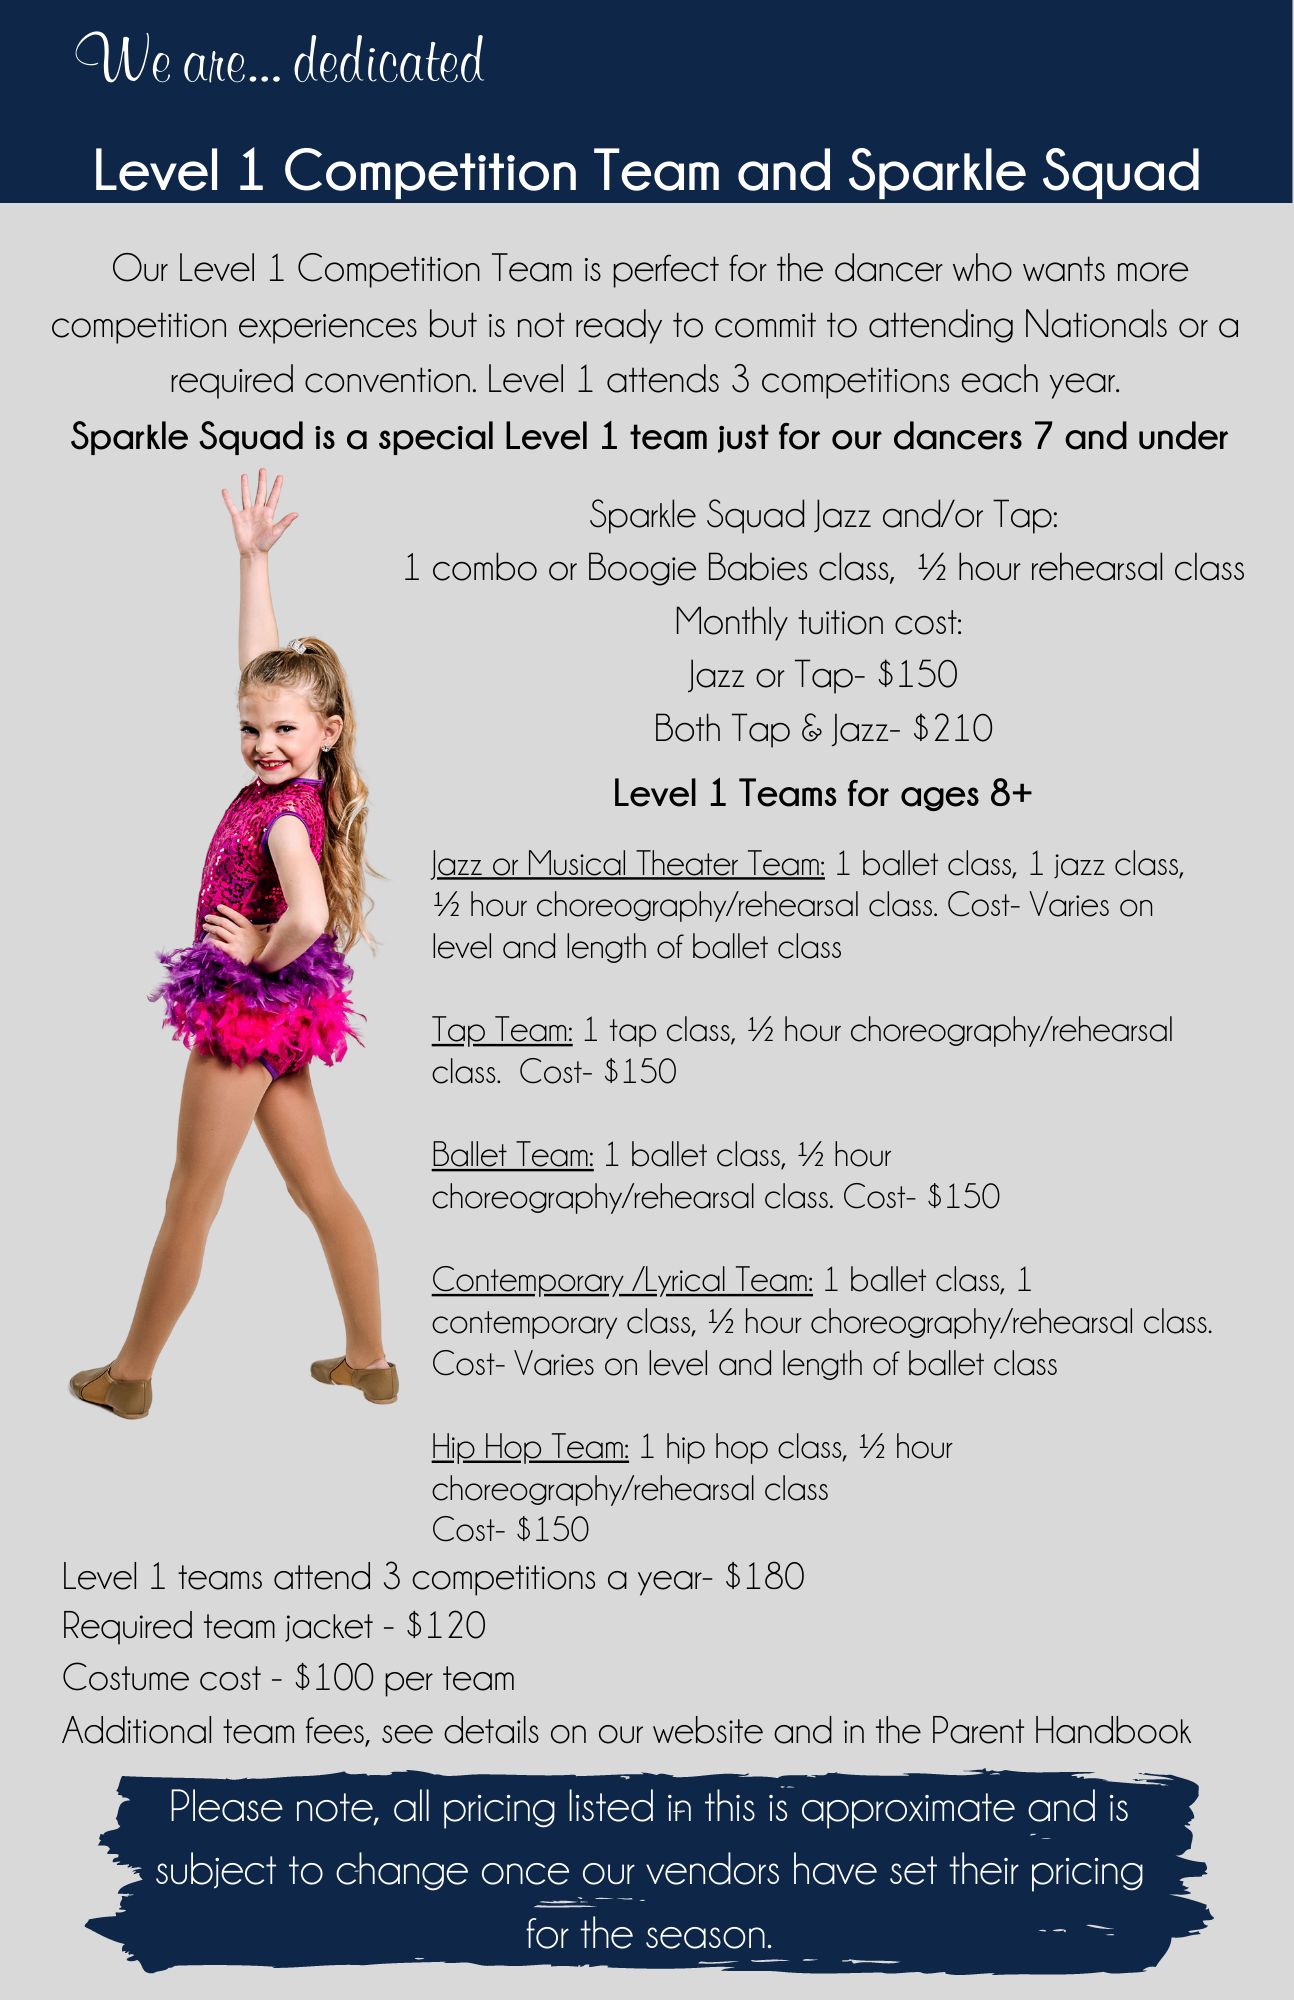 We are... dedicated
Level 1 Competition Team and Sparkle Squad
Our Level 1 Competition Team is perfect for the dancer who wants more
competition experiences but is not ready to commit to attending Nationals or a
required convention. Level 1 attends 3 competitions each year.
Sparkle Squad is a special Level 1 team just for our dancers 7 and under
Sparkle Squad Jazz and/or Tap:
1 combo or Boogie Babies class, ½ hour rehearsal class
Monthly tuition cost:
Jazz or Tap- $150
Both Tap & Jazz- $210
Level 1 Teams for ages 8+
Jazz or Musical Theater Team: 1 ballet class, 1 jazz class,
½ hour choreography/rehearsal class. Cost- Varies on
level and length of ballet class
Tap Team: 1 tap class, ½ hour choreography/rehearsal
class. Cost- $150
Ballet Team: 1 ballet class, ½ hour
choreography/rehearsal class. Cost- $150
Contemporary /Lyrical Team: 1 ballet class, 1
contemporary class, ½ hour choreography/rehearsal class.
Cost- Varies on level and length of ballet class
Hip Hop Team: 1 hip hop class, ½ hour
choreography/rehearsal class
Cost- $150
Level 1 teams attend 3 competitions a year- $180
Required team jacket - $120
Costume cost - $100 per team
Additional team fees, see details on our website and in the Parent Handbook
Please note, all pricing listed in this is approximate and is
subject to change once our vendors have set their pricing
for the season.